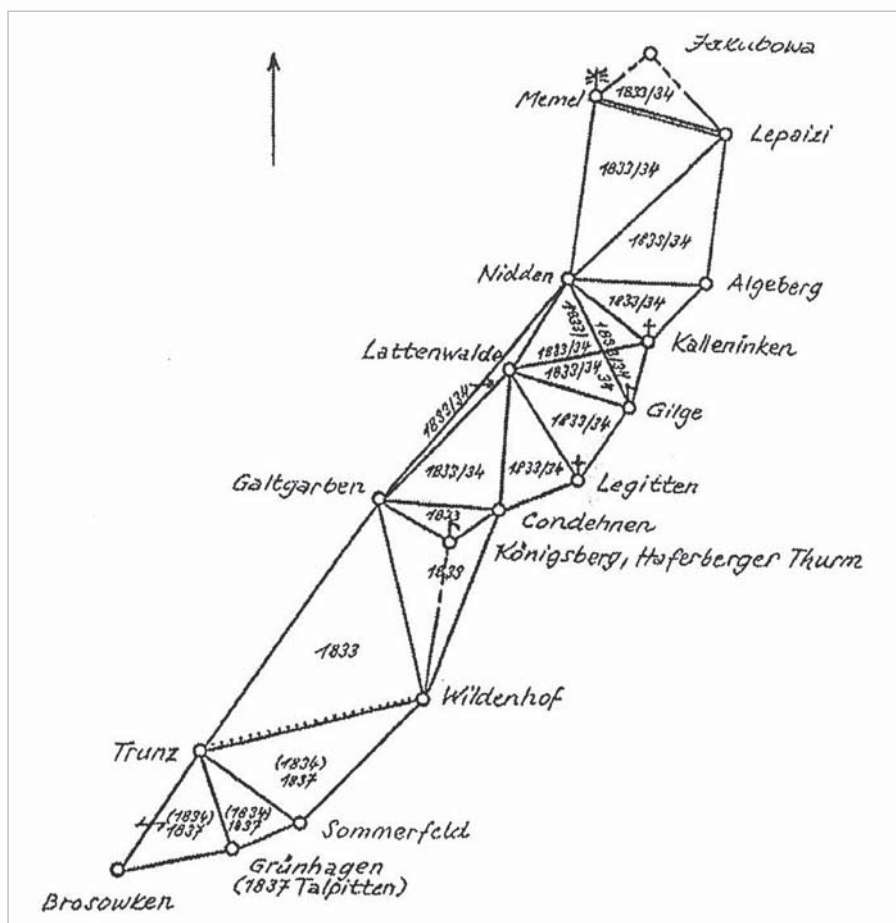 Jakubowa
Memel
1833/34
Lepaizi
1833/34
1833/34
Nidden
Algeberg
1833/34
1833/34
1833/34
Kalleninken
Lattenwalde
1833/34
1833/34
Gilge
1833/34
1833/34
1833/34
1833/34
Legitten
Galtgarben
1833
Condehnen
Königsberg, Haferberger Thurm
1833
1833
Wildenhof
Trunz
(1834)
1837
(1834)
1837
(1834)
1837
Sommerfeld
Grünhagen
(1837 Talpitten)
Brosowken